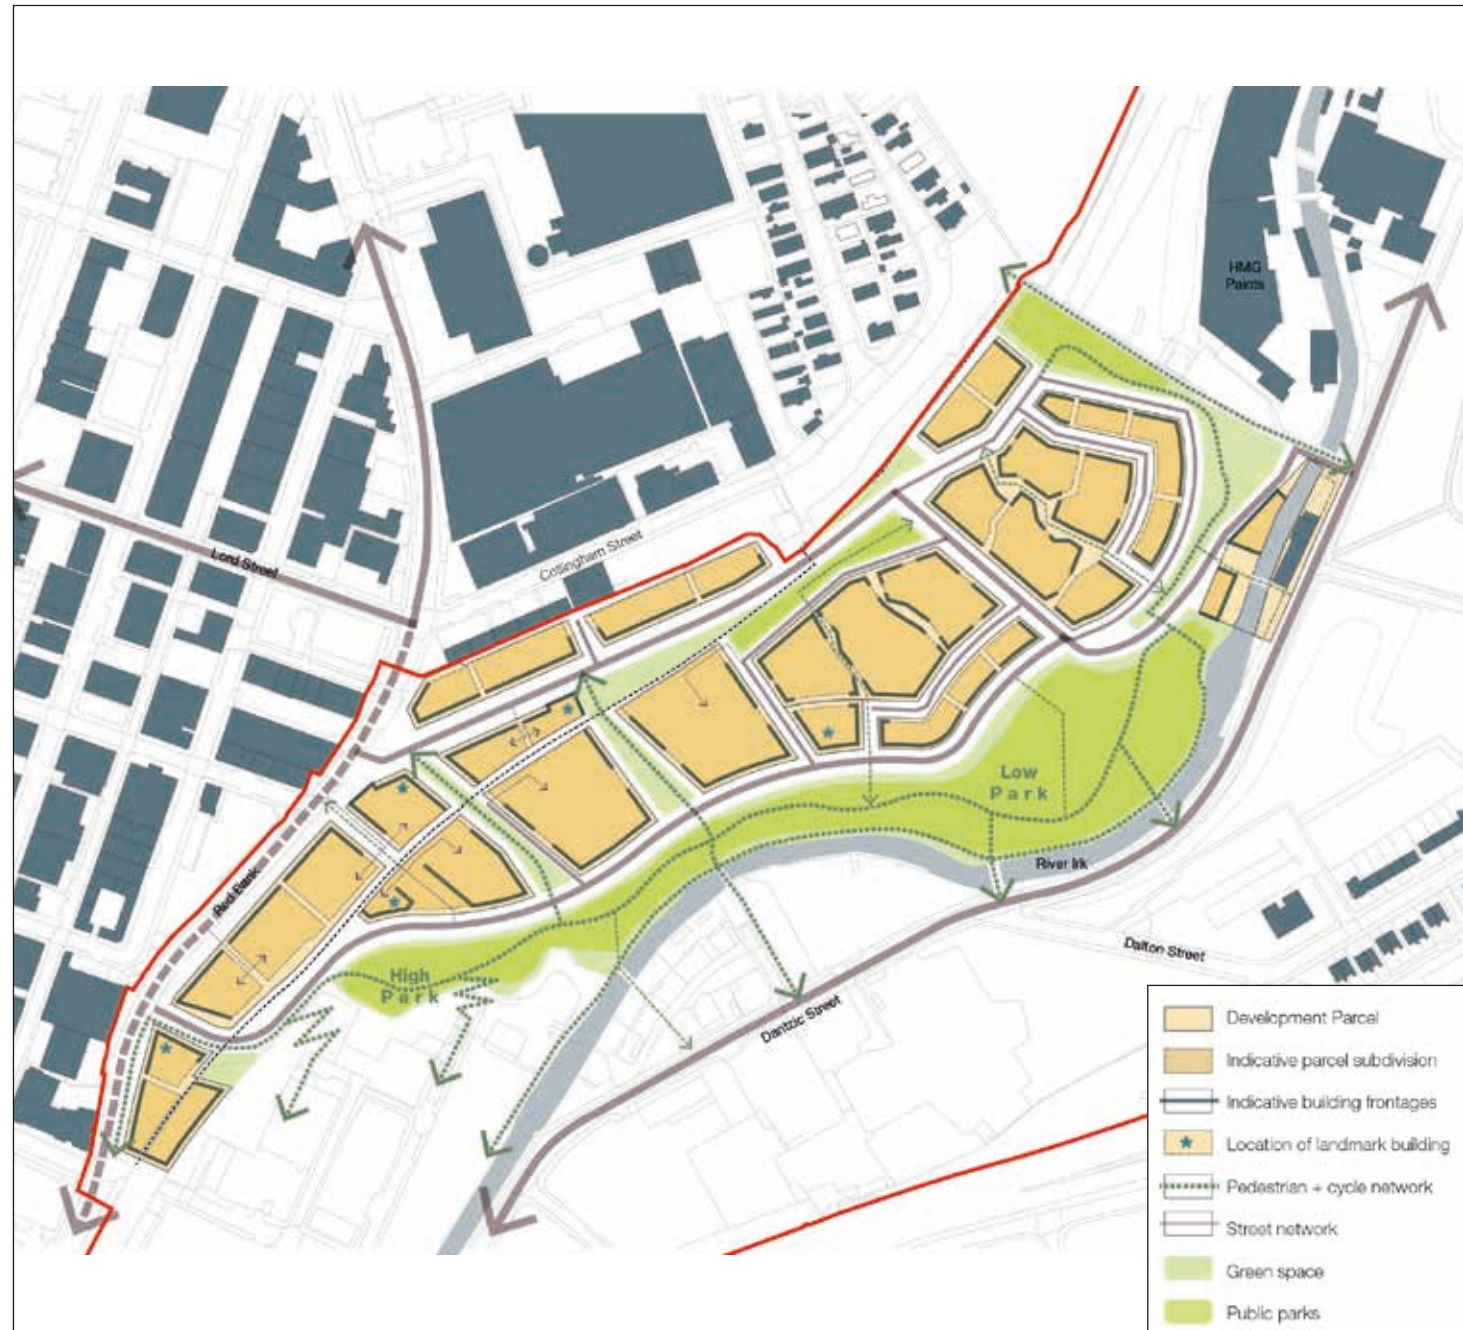 HMG
Paints
Lord Street
Collingham Street
Low
Park
River Irk
Red Bank
Dalton Street
High
Park
Dantzic Street
Development Parcel
Indicative parcel subdivision
Indicative building frontages
Location of landmark building
Pedestrian + cycle network
Street network
Green space
Public parks